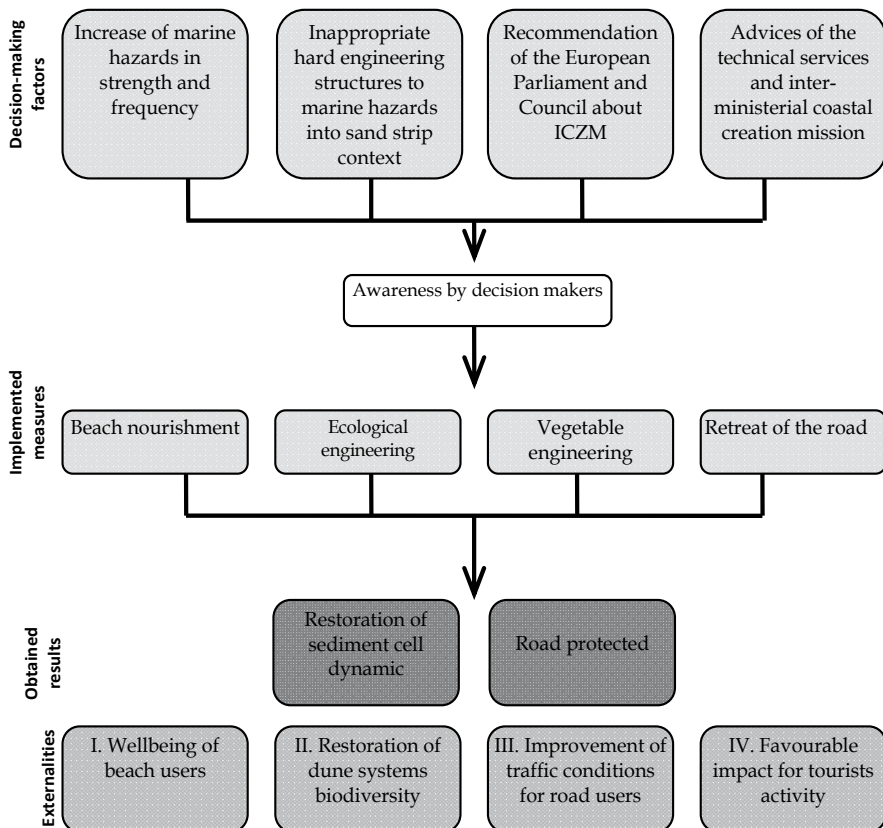 Decision-making
factors
Increase of marine
hazards in
strength and
frequency
Inappropriate
hard engineering
structures to
marine hazards
into sand strip
context
Recommendation
of the European
Parliament and
Council about
ICZM
Advices of the
technical services
and inter-
ministerial coastal
creation mission
Awareness by decision makers
Implemented
measures
Beach nourishment
Ecological
engineering
Vegetable
engineering
Retreat of the road
Obtained
results
Restoration of
sediment cell
dynamic
Road protected
Externalities
I. Wellbeing of
beach users
II. Restoration of
dune systems
biodiversity
III. Improvement of
traffic conditions
for road users
IV. Favourable
impact for tourists
activity